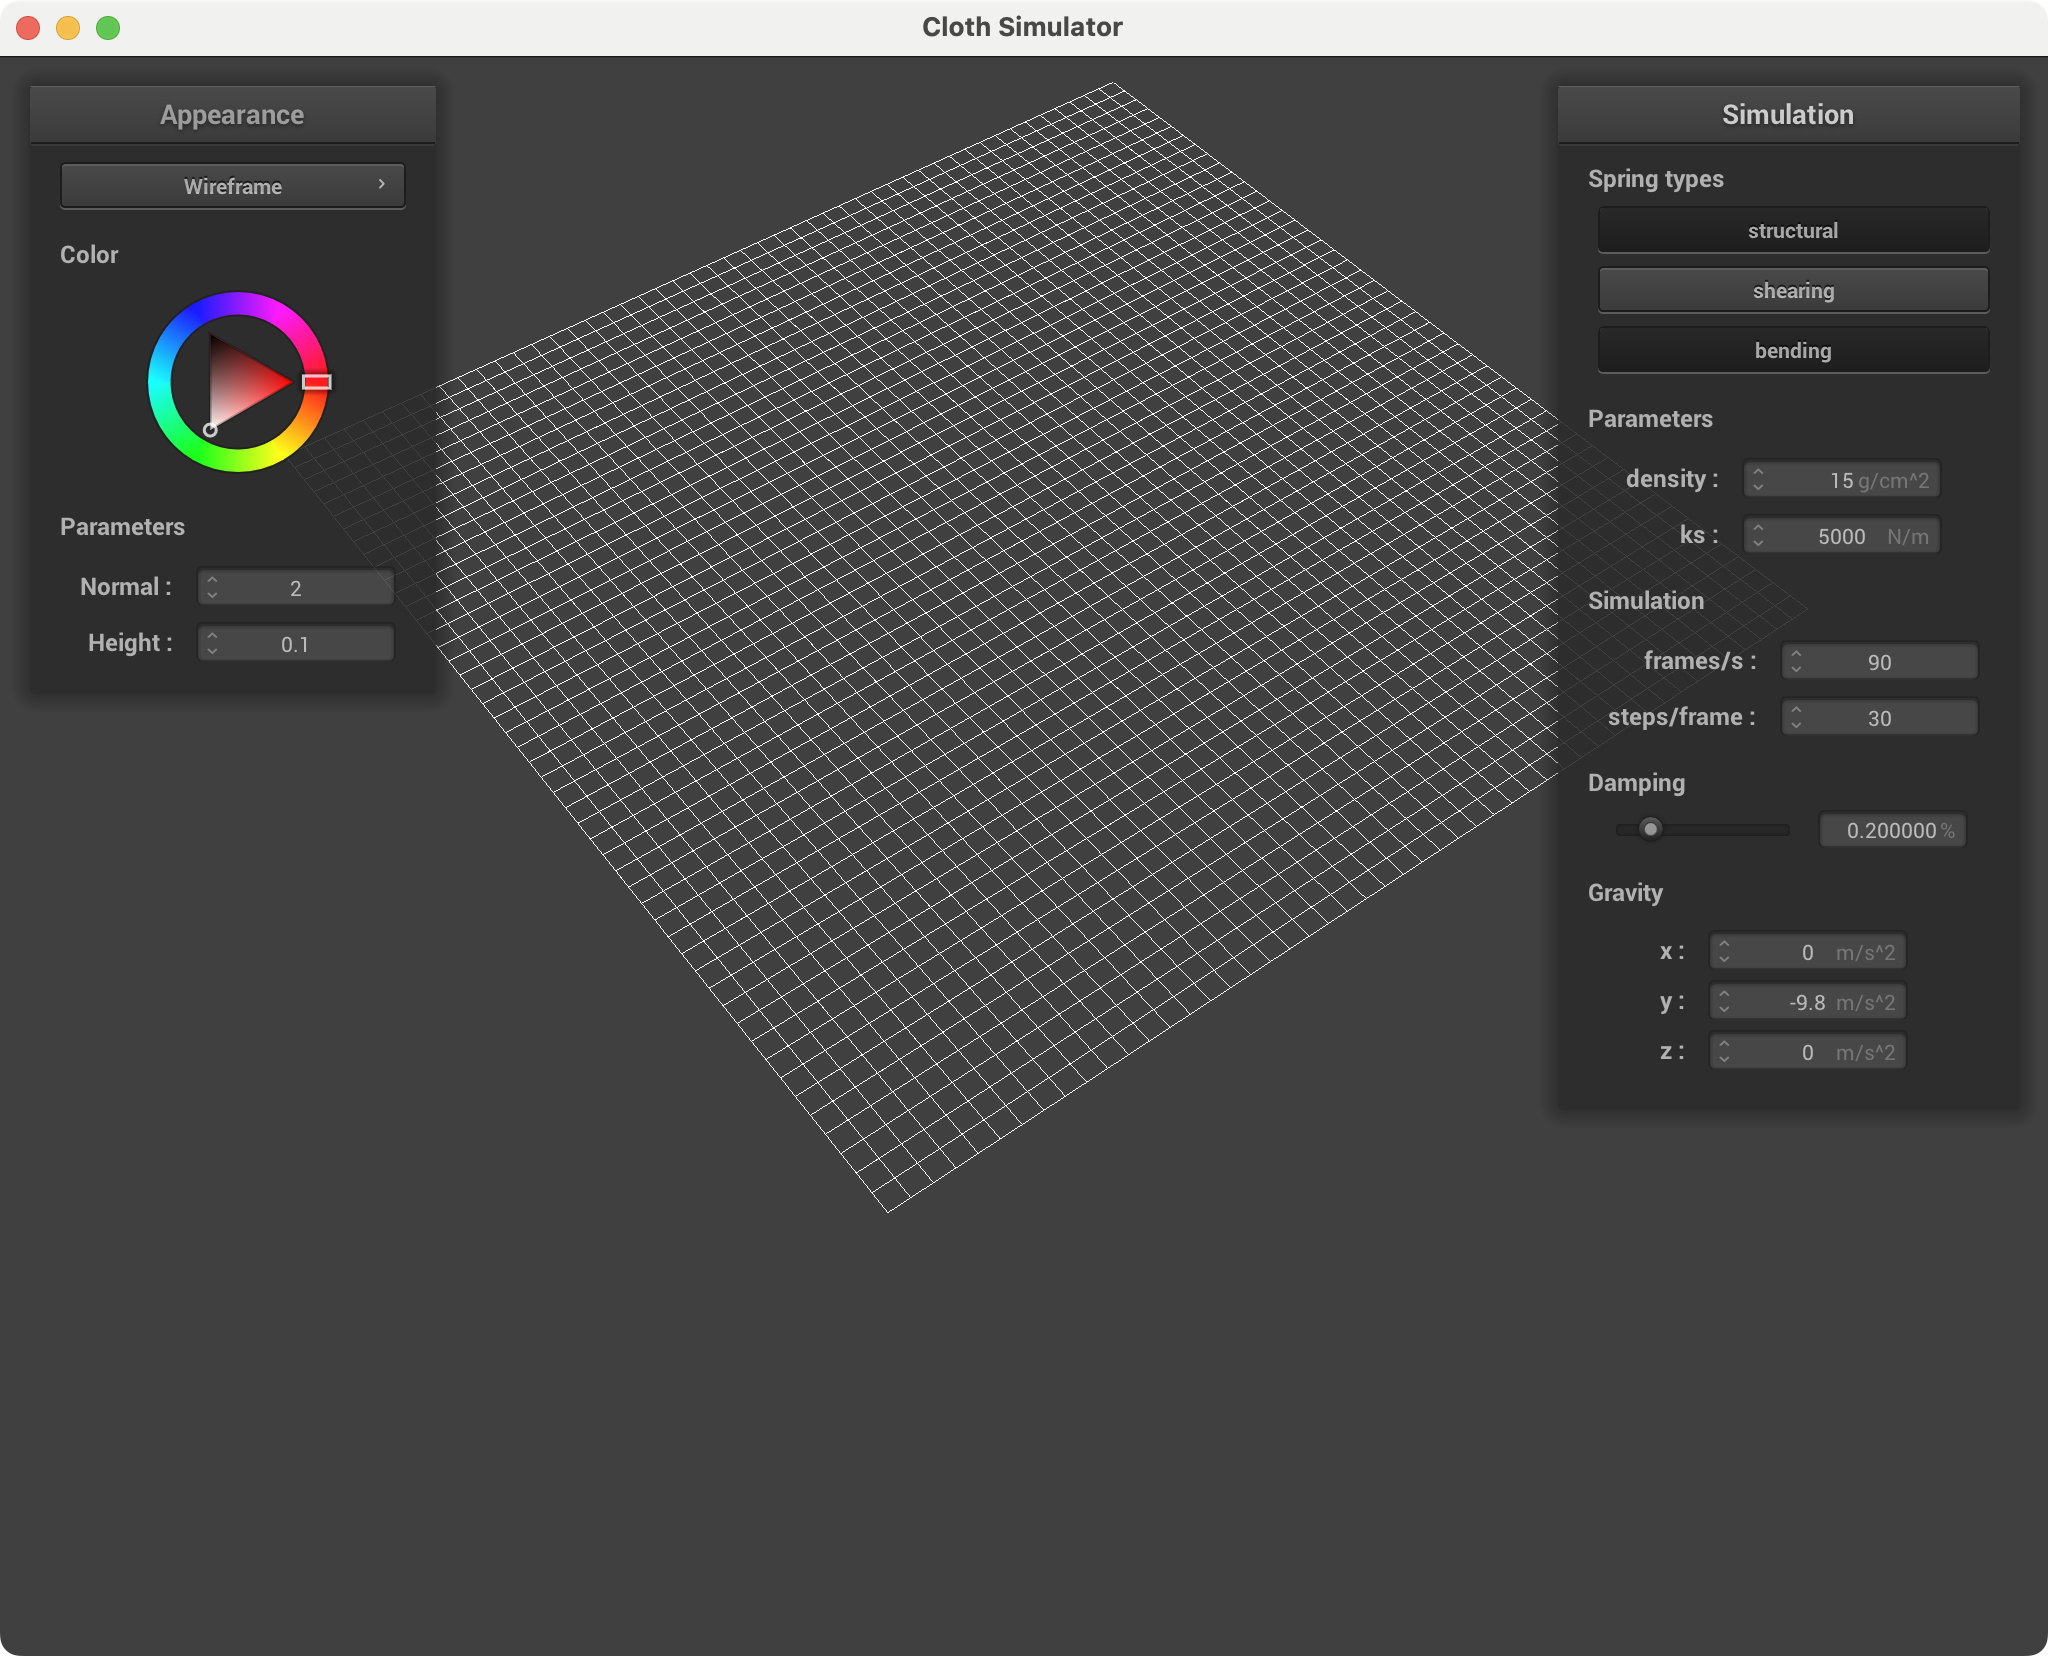 Cloth Simulator
Appearance
Wireframe
Color
Parameters
Normal : 2
Height : 0.1
Simulation
Spring types
structural
shearing
bending
Parameters
density : 15 g/cm^2
ks : 5000 N/m
Simulation
frames/s : 90
steps/frame : 30
Damping
0.200000 %
Gravity
x : 0 m/s^2
y : -9.8 m/s^2
z : 0 m/s^2